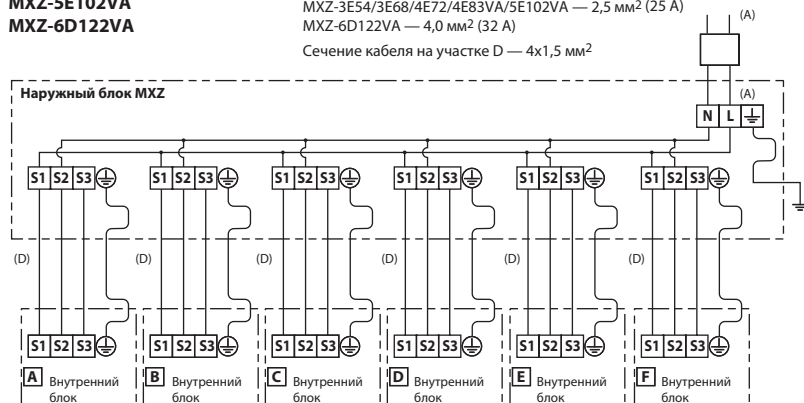 MXZ-5E102VA
MXZ-6D122VA
MXZ-3E54/3E68/4E72/4E83VA/5E102VA — 2,5 мм² (25 А)
MXZ-6D122VA — 4,0 мм² (32 А)
Сечение кабеля на участке D — 4x1,5 мм²
(A)
Наружный блок MXZ
(A)
N L
S1 S2 S3 S1 S2 S3 S1 S2 S3 S1 S2 S3 S1 S2 S3 S1 S2 S3
(D) (D) (D) (D) (D) (D)
S1 S2 S3 S1 S2 S3 S1 S2 S3 S1 S2 S3 S1 S2 S3 S1 S2 S3
A Внутренний блок
B Внутренний блок
C Внутренний блок
D Внутренний блок
E Внутренний блок
F Внутренний блок